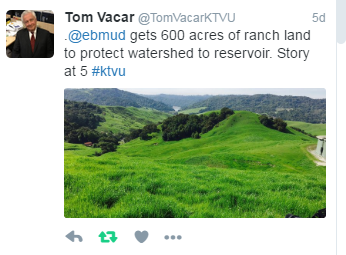 Tom Vacar @TomVacarKTVU 5d
.@ebmud gets 600 acres of ranch land
to protect watershed to reservoir. Story
at 5 #ktvu